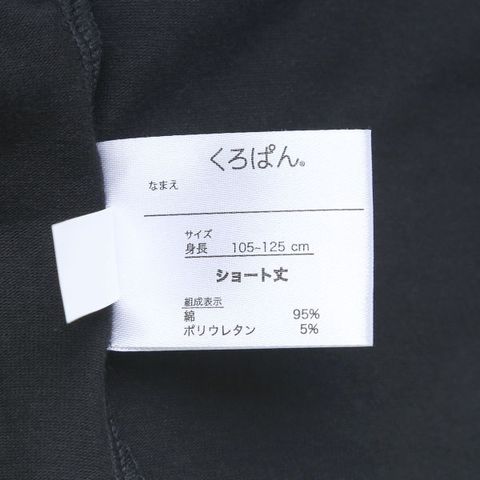 くろぱん®
なまえ
サイズ
身長 105~125 cm
ショート丈
組成表示
綿 95%
ポリウレタン 5%